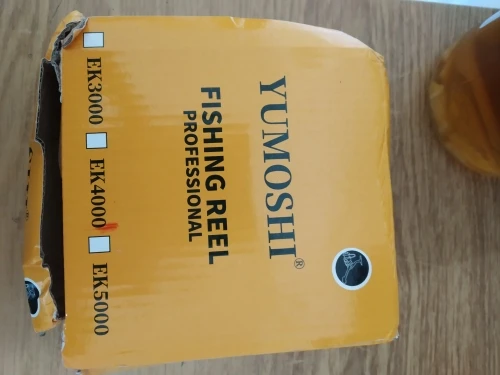 YUMOSHI®
FISHING REEL
PROFESSIONAL
EK3000
EK4000
EK5000